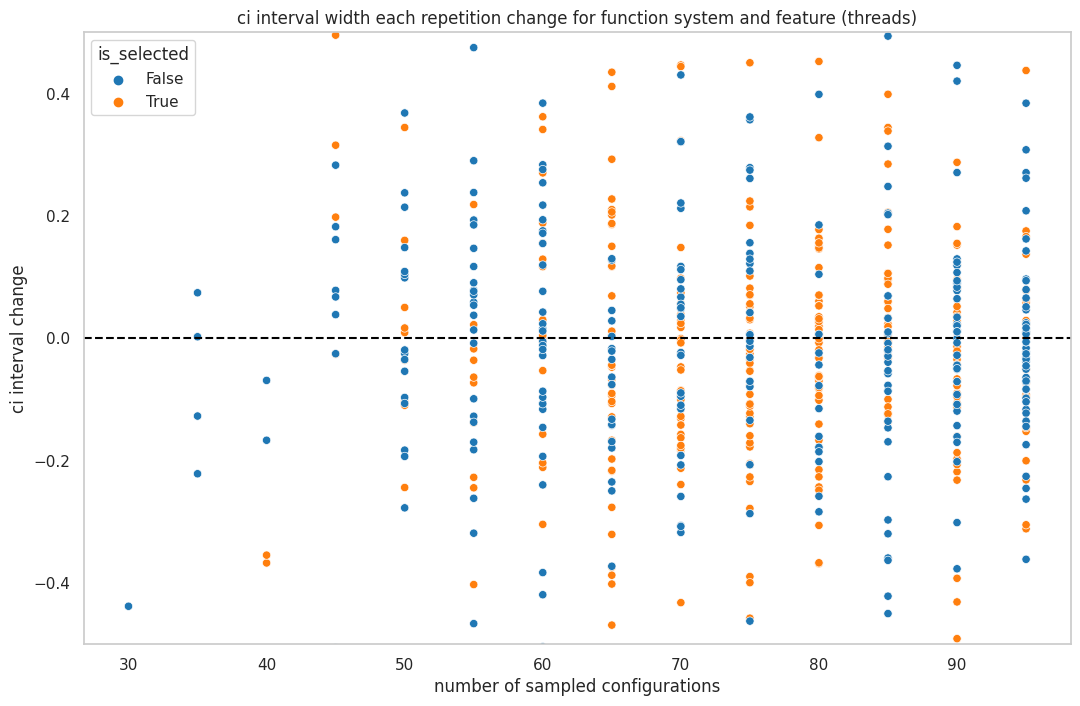 ci interval width each repetition change for function system and feature (threads)
is_selected
False
True
ci interval change
0.4
0.2
0.0
−0.2
−0.4
30 40 50 60 70 80 90
number of sampled configurations